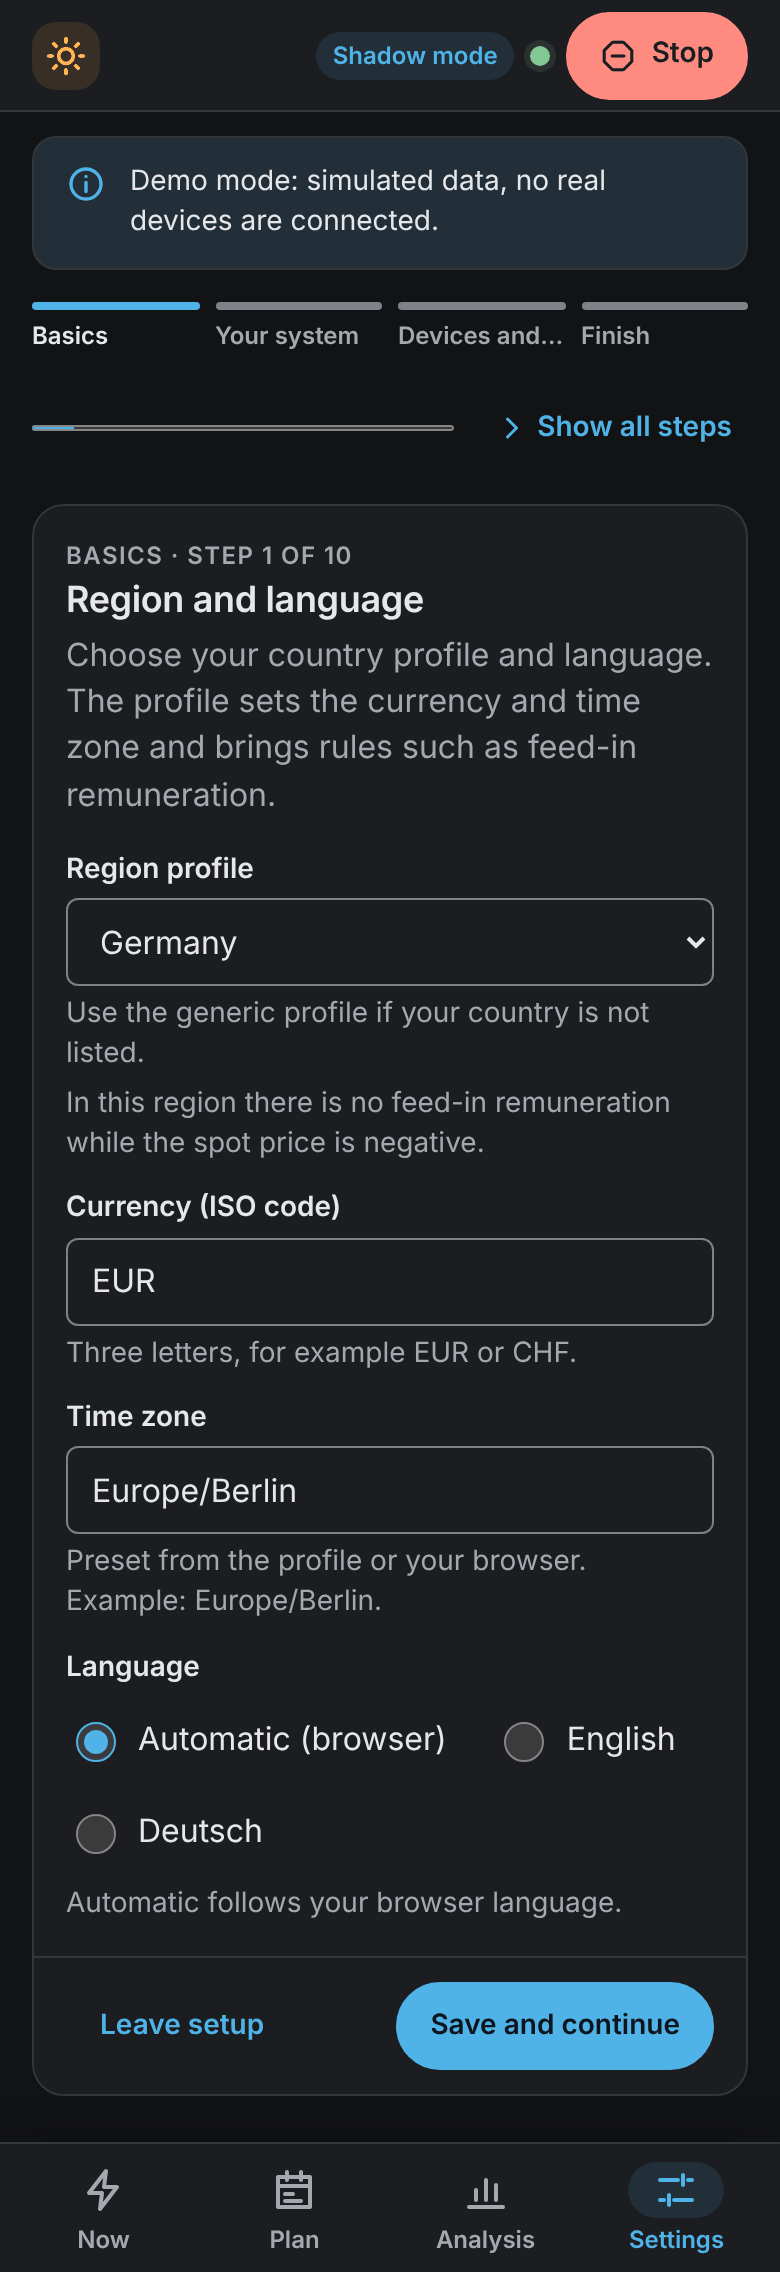 Shadow mode
Stop
Demo mode: simulated data, no real
devices are connected.
Basics
Your system
Devices and...
Finish
Show all steps
BASICS · STEP 1 OF 10
Region and language
Choose your country profile and language.
The profile sets the currency and time
zone and brings rules such as feed-in
remuneration.
Region profile
Germany
Use the generic profile if your country is not
listed.
In this region there is no feed-in remuneration
while the spot price is negative.
Currency (ISO code)
EUR
Three letters, for example EUR or CHF.
Time zone
Europe/Berlin
Preset from the profile or your browser.
Example: Europe/Berlin.
Language
Automatic (browser)
English
Deutsch
Automatic follows your browser language.
Leave setup
Save and continue
Now
Plan
Analysis
Settings